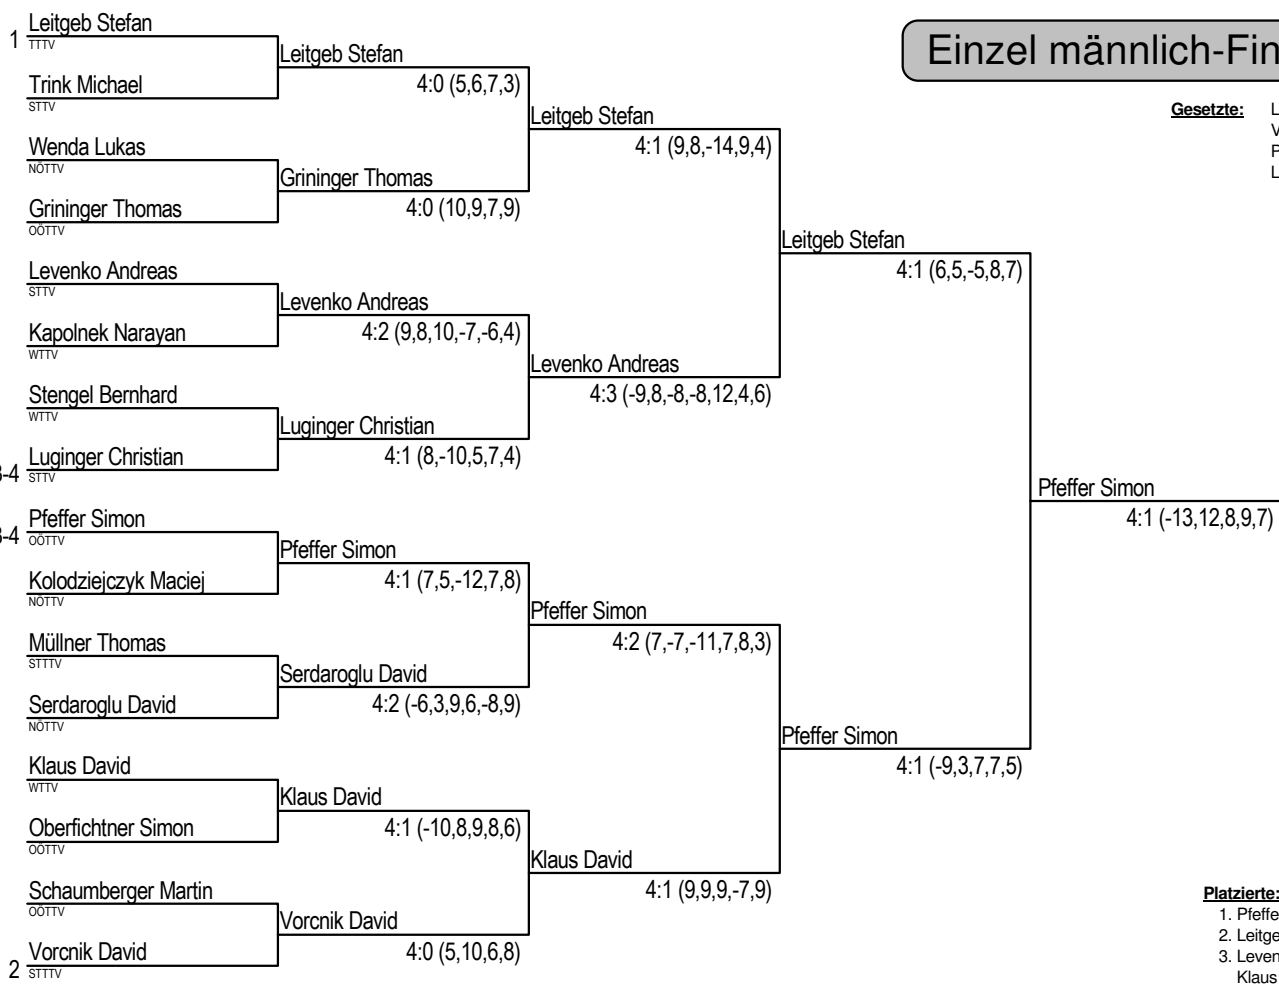 Einzel männlich-Fin
Gesetzte: L
V
P
L
1 Leitgeb Stefan
TTTV
Trink Michael
STTV
Wenda Lukas
NÖTTV
Grininger Thomas
OÖTTV
Levenko Andreas
STTV
Kapolnek Narayan
WTTV
Stengel Bernhard
WTTV
3-4 Luginger Christian
STTV
3-4 Pfeffer Simon
OÖTTV
Kolodziejczyk Maciej
NÖTTV
Müllner Thomas
STTTV
Serdaroglu David
NÖTTV
Klaus David
WTTV
Oberfichtner Simon
OÖTTV
Schaumberger Martin
OÖTTV
2 Vorcnik David
STTTV
Leitgeb Stefan
4:0 (5,6,7,3)
Grininger Thomas
4:0 (10,9,7,9)
Levenko Andreas
4:2 (9,8,10,-7,-6,4)
Luginger Christian
4:1 (8,-10,5,7,4)
Pfeffer Simon
4:1 (7,5,-12,7,8)
Serdaroglu David
4:2 (-6,3,9,6,-8,9)
Klaus David
4:1 (-10,8,9,8,6)
Vorcnik David
4:0 (5,10,6,8)
Leitgeb Stefan
4:1 (9,8,-14,9,4)
Levenko Andreas
4:3 (-9,8,-8,-8,12,4,6)
Pfeffer Simon
4:2 (7,-7,-11,7,8,3)
Klaus David
4:1 (9,9,9,-7,9)
Leitgeb Stefan
4:1 (6,5,-5,8,7)
Pfeffer Simon
4:1 (-9,3,7,7,5)
Pfeffer Simon
4:1 (-13,12,8,9,7)
Platzierte:
1. Pfeffe
2. Leitge
3. Leven
Klaus